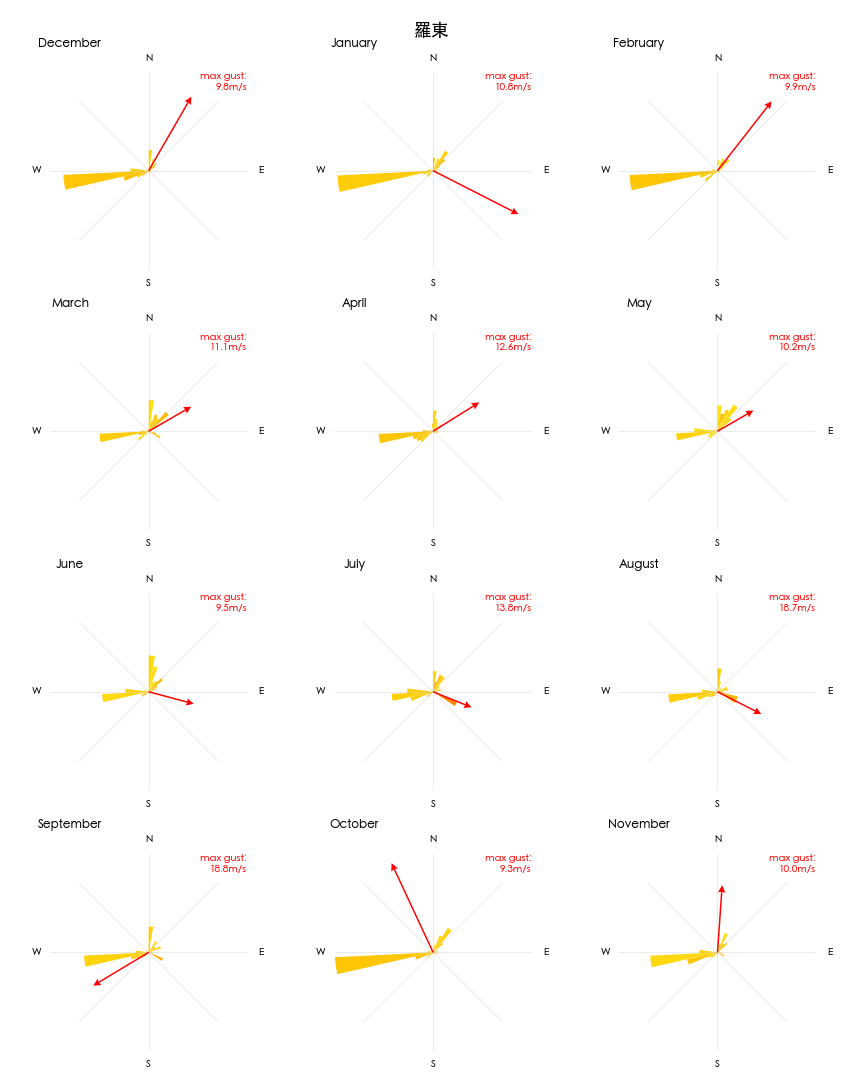 羅東
December
N
max gust:
9.8m/s
W
E
S
January
N
max gust:
10.8m/s
W
E
S
February
N
max gust:
9.9m/s
W
E
S
March
N
max gust:
11.1m/s
W
E
S
April
N
max gust:
12.6m/s
W
E
S
May
N
max gust:
10.2m/s
W
E
S
June
N
max gust:
9.5m/s
W
E
S
July
N
max gust:
13.8m/s
W
E
S
August
N
max gust:
18.7m/s
W
E
S
September
N
max gust:
18.8m/s
W
E
S
October
N
max gust:
9.3m/s
W
E
S
November
N
max gust:
10.0m/s
W
E
S